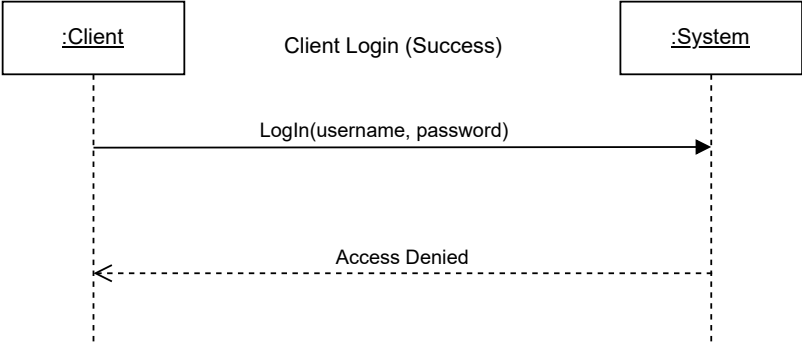 :Client
Client Login (Success)
:System
LogIn(username, password)
Access Denied